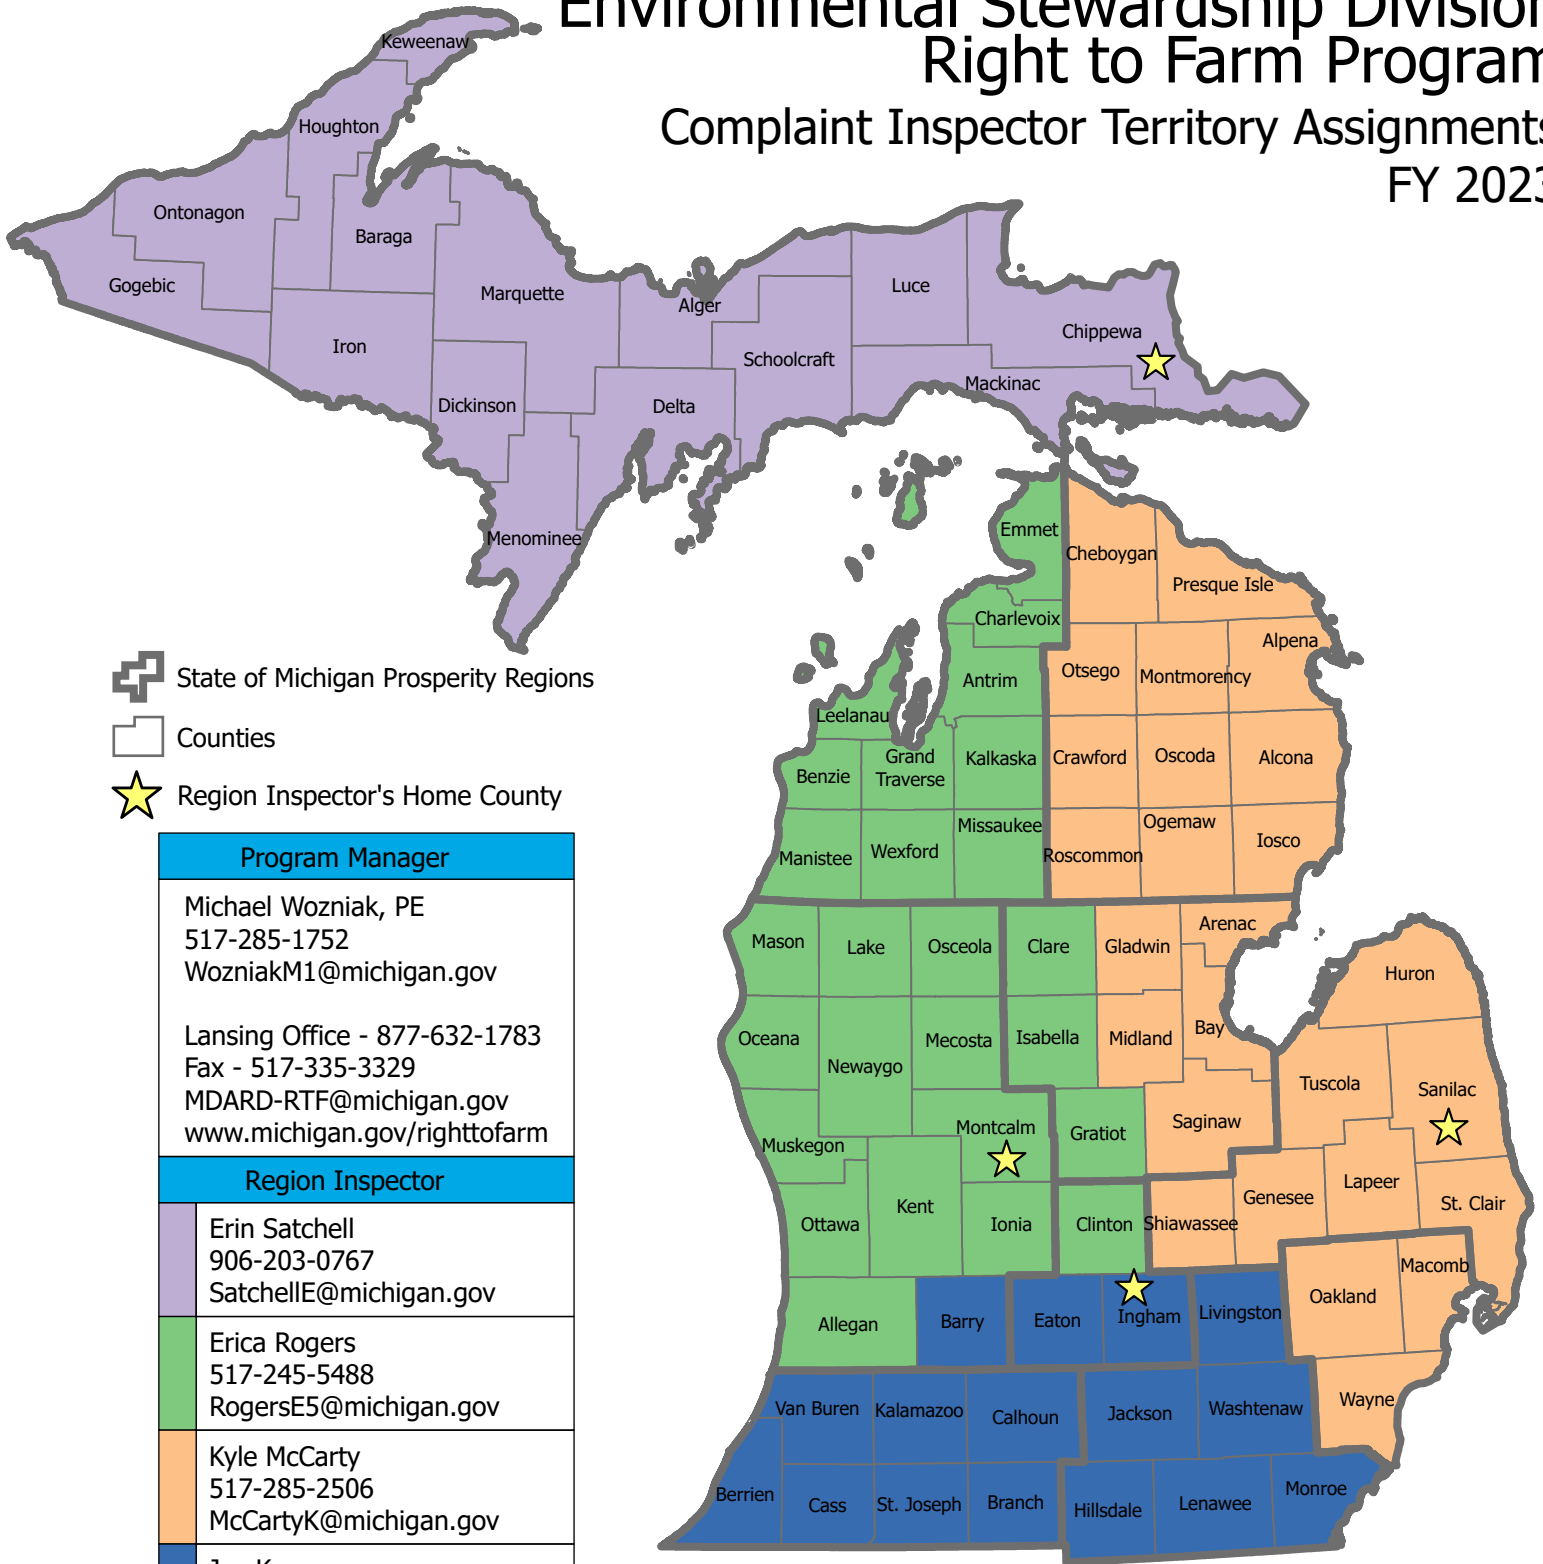 Environmental Stewardship Division
Right to Farm Program
Complaint Inspector Territory Assignments
FY 2023
Keweenaw
Houghton
Ontonagon
Baraga
Gogebic
Marquette
Alger
Luce
Iron
Chippewa
Schoolcraft
Mackinac
Dickinson
Delta
Menominee
Emmet
Cheboygan
Presque Isle
Charlevoix
Alpena
Otsego
Montmorency
Antrim
Leelanau
Grand
Traverse
Kalkaska
Crawford
Oscoda
Alcona
Benzie
Missaukee
Ogemaw
Iosco
Manistee
Wexford
Roscommon
State of Michigan Prosperity Regions
Counties
Region Inspector's Home County
Program Manager
Michael Wozniak, PE
517-285-1752
WozniakM1@michigan.gov
Lansing Office - 877-632-1783
Fax - 517-335-3329
MDARD-RTF@michigan.gov
www.michigan.gov/righttofarm
Region Inspector
Erin Satchell
906-203-0767
SatchellE@michigan.gov
Erica Rogers
517-245-5488
RogersE5@michigan.gov
Kyle McCarty
517-285-2506
McCartyK@michigan.gov
Mason
Lake
Osceola
Clare
Gladwin
Arenac
Huron
Oceana
Newaygo
Mecosta
Isabella
Midland
Bay
Tuscola
Sanilac
Muskegon
Montcalm
Gratiot
Saginaw
Lapeer
Genesee
St. Clair
Ottawa
Kent
Ionia
Clinton
Shiawassee
Macomb
Oakland
Allegan
Barry
Eaton
Ingham
Livingston
Van Buren
Kalamazoo
Calhoun
Jackson
Washtenaw
Wayne
Berrien
Cass
St. Joseph
Branch
Hillsdale
Lenawee
Monroe